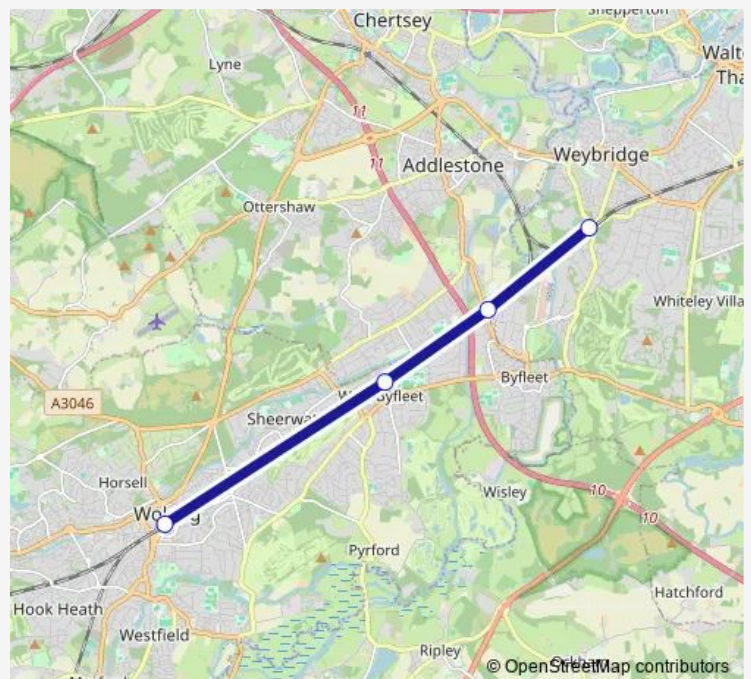 Chertsey
Shepperton
Lyne
Walt
Tha
11
11
Addlestone
Weybridge
Ottershaw
Whiteley Villa
Byfleet
W
Byfleet
A3046
Sheerwa
Horsell
Wo
g
Wisley
10
10
Pyrford
Hook Heath
Hatchford
Westfield
Ripley
Ockham
© OpenStreetMap contributors